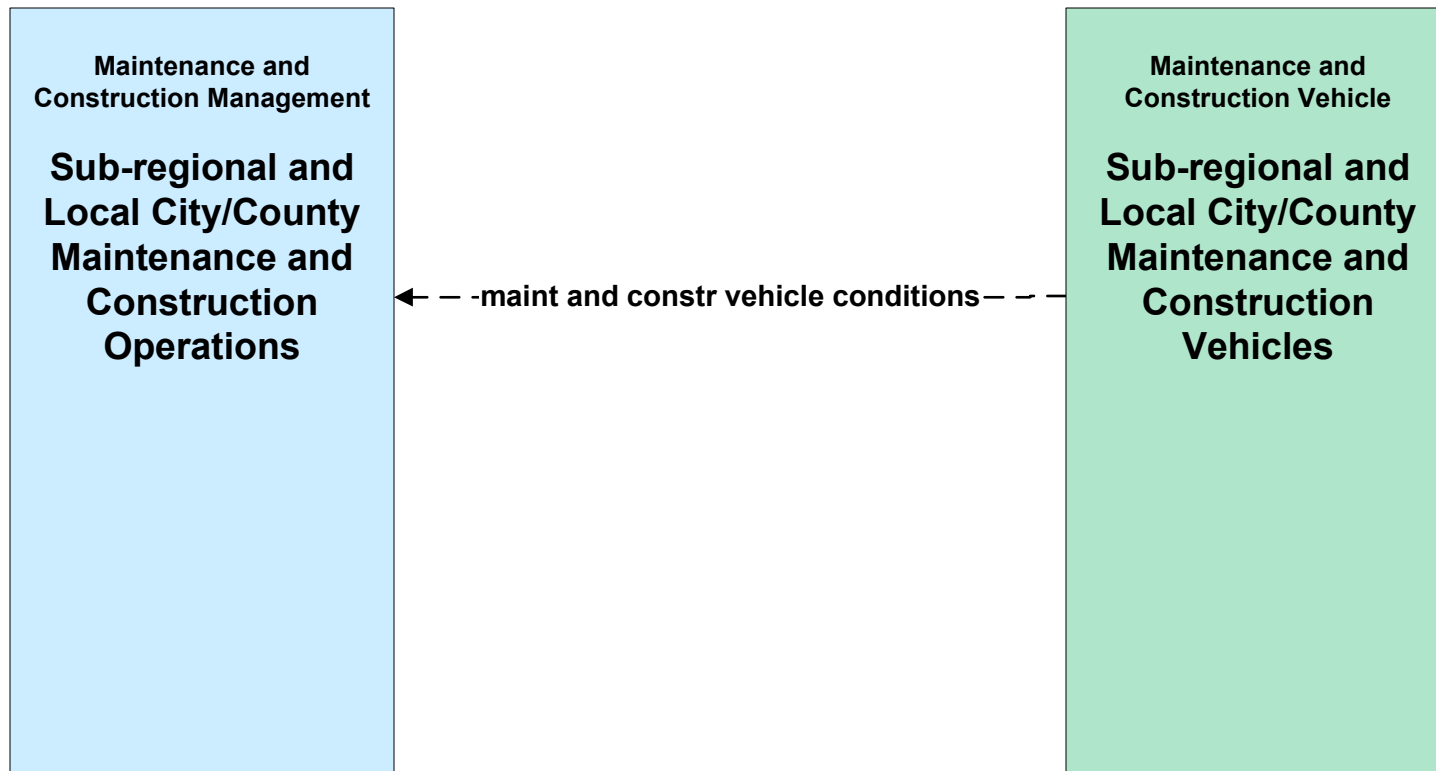 Maintenance and
Construction Management
Sub-regional and
Local City/County
Maintenance and
Construction
Operations
maint and constr vehicle conditions
Maintenance and
Construction Vehicle
Sub-regional and
Local City/County
Maintenance and
Construction
Vehicles